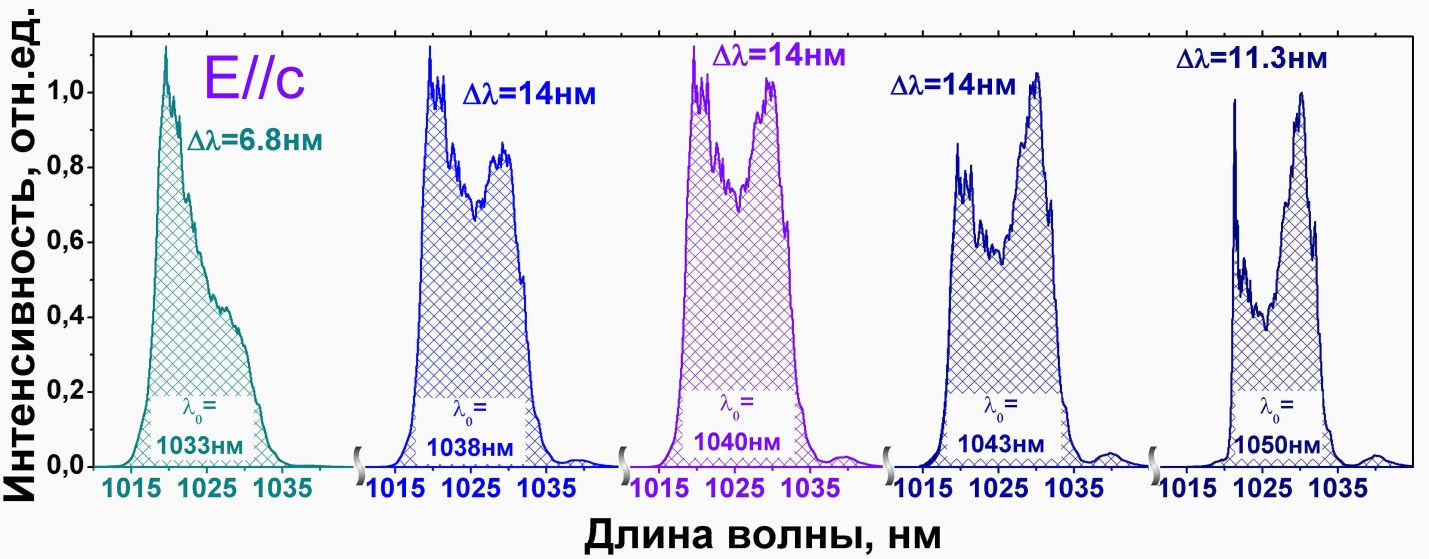 Интенсивность, отн.ед.
1,0
0,8
0,6
0,4
0,2
0,0
E//c
Δλ=6.8нм
Δλ=14нм
Δλ=14нм
Δλ=14нм
Δλ=11.3нм
λ₀=
1033нм
λ₀=
1038нм
λ₀=
1040нм
λ₀=
1043нм
λ₀=
1050нм
1015 1025 1035 1015 1025 1035 1015 1025 1035 1015 1025 1035 1015 1025 1035
Длина волны, нм